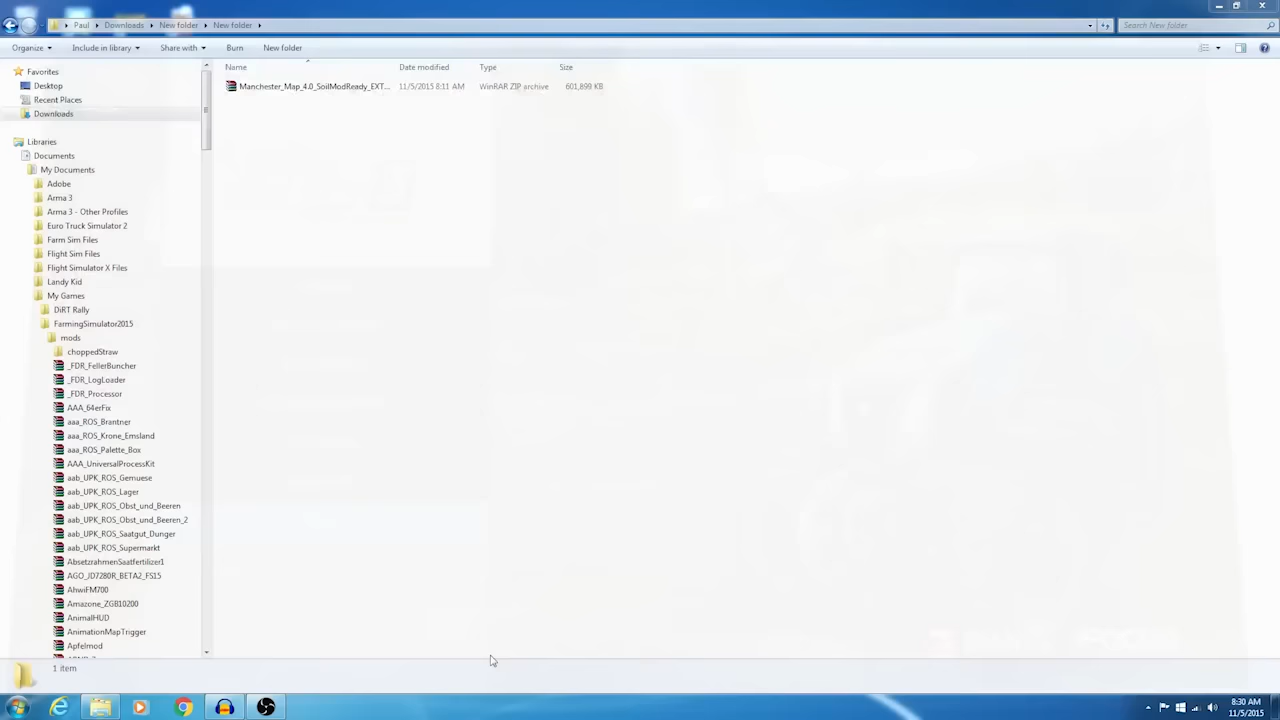 Paul Downloads New folder New folder
Search New folder
Organize Include in library Share with Burn New folder
Name Date modified Type Size
Manchester_Map_4.0_SoilModReady_EXT... 11/5/2015 8:11 AM WinRAR ZIP archive 601,899 KB
Favorites
Desktop
Recent Places
Downloads
Libraries
Documents
My Documents
Adobe
Arma 3
Arma 3 - Other Profiles
Euro Truck Simulator 2
Farm Sim Files
Flight Sim Files
Flight Simulator X Files
Landy Kid
My Games
DiRT Rally
FarmingSimulator2015
mods
choppedStraw
_FDR_FellerBuncher
_FDR_LogLoader
_FDR_Processor
AAA_64erFix
aaa_ROS_Brantner
aaa_ROS_Krone_Emsland
aaa_ROS_Palette_Box
AAA_UniversalProcessKit
aab_UPK_ROS_Gemuese
aab_UPK_ROS_Lager
aab_UPK_ROS_Obst_und_Beeren
aab_UPK_ROS_Obst_und_Beeren_2
aab_UPK_ROS_Saatgut_Dunger
aab_UPK_ROS_Supermarkt
AbsetzrahmenSaatfertilizer1
AGO_JD7280R_BETA2_FS15
AhwiFM700
Amazone_ZGB10200
AnimalHUD
AnimationMapTrigger
Apfelmod
1 item
8:30 AM
11/5/2015